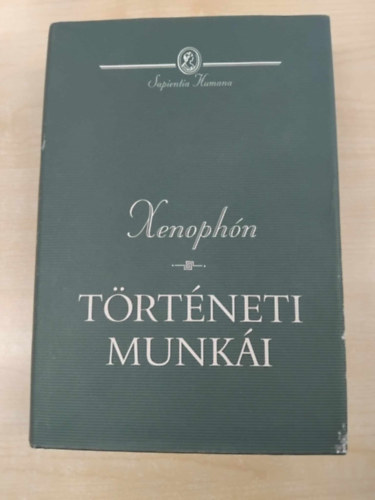 Sapientia Humana
Xenophón
TÖRTÉNETI
MUNKÁI